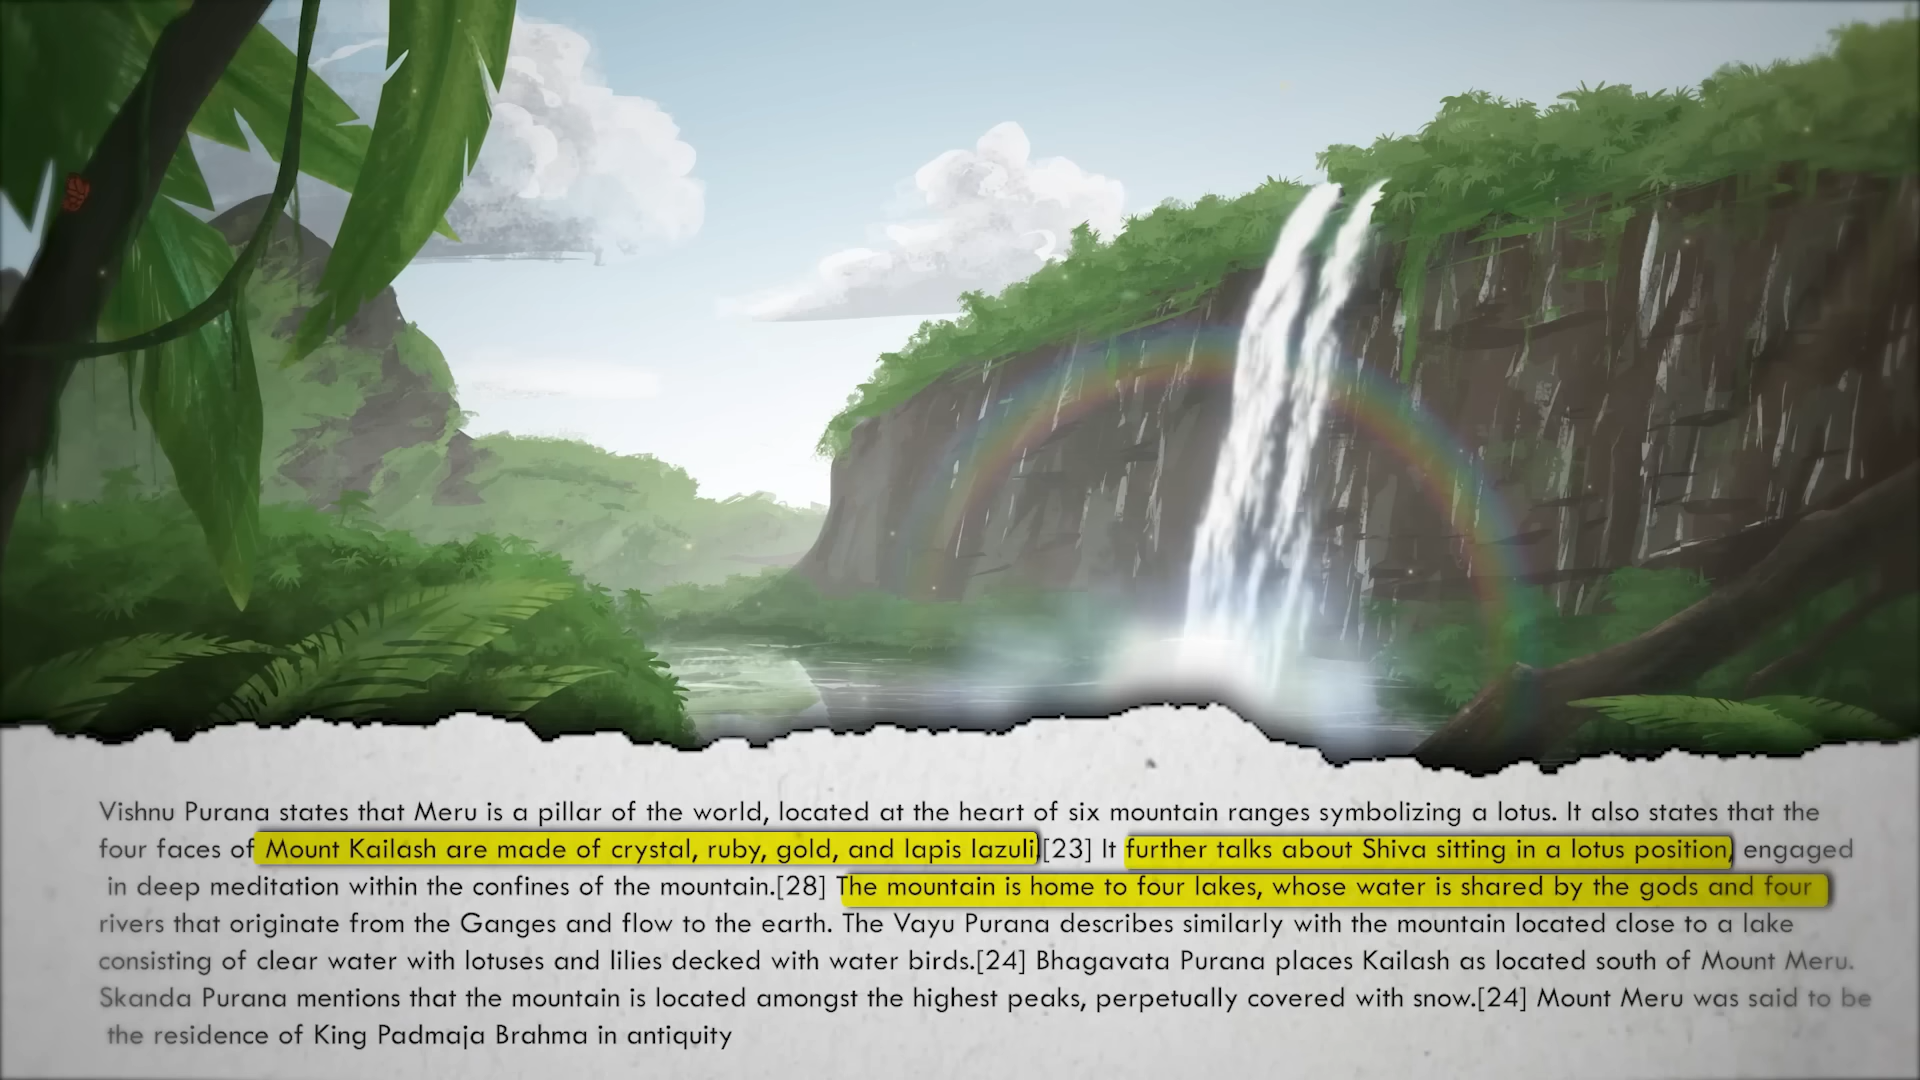 Vishnu Purana states that Meru is a pillar of the world, located at the heart of six mountain ranges symbolizing a lotus. It also states that the
four faces of Mount Kailash are made of crystal, ruby, gold, and lapis lazuli[23] It further talks about Shiva sitting in a lotus position, engaged
in deep meditation within the confines of the mountain.[28] The mountain is home to four lakes, whose water is shared by the gods and four
rivers that originate from the Ganges and flow to the earth. The Vayu Purana describes similarly with the mountain located close to a lake
consisting of clear water with lotuses and lilies decked with water birds.[24] Bhagavata Purana places Kailash as located south of Mount Meru.
Skanda Purana mentions that the mountain is located amongst the highest peaks, perpetually covered with snow.[24] Mount Meru was said to be
the residence of King Padmaja Brahma in antiquity